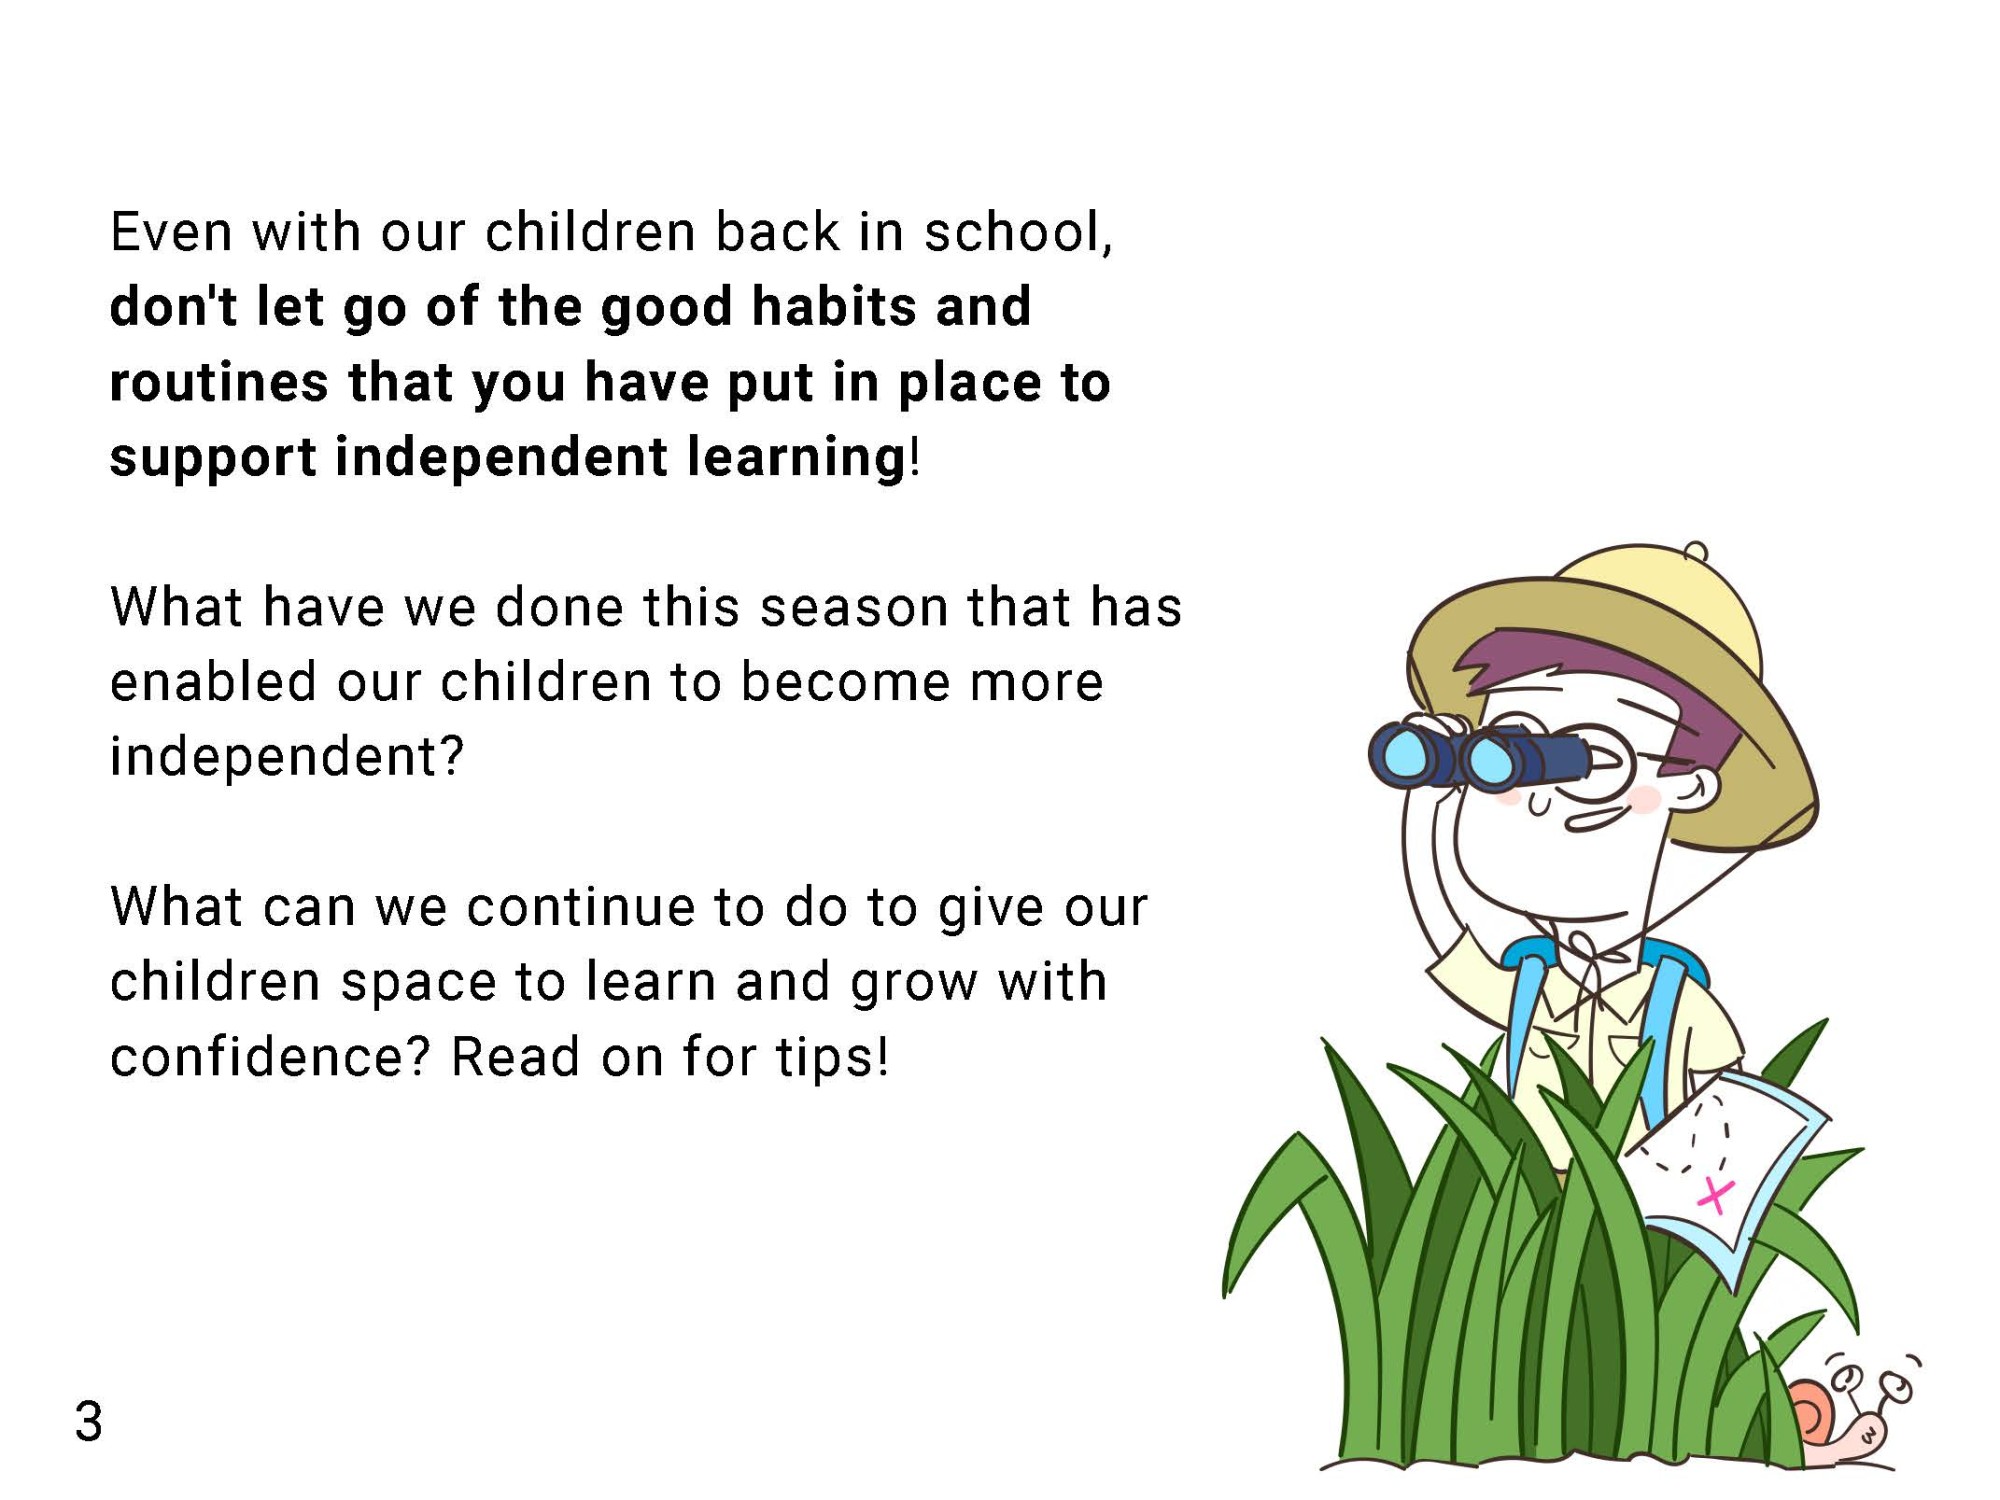 Even with our children back in school,
don't let go of the good habits and
routines that you have put in place to
support independent learning!
What have we done this season that has
enabled our children to become more
independent?
What can we continue to do to give our
children space to learn and grow with
confidence? Read on for tips!
3